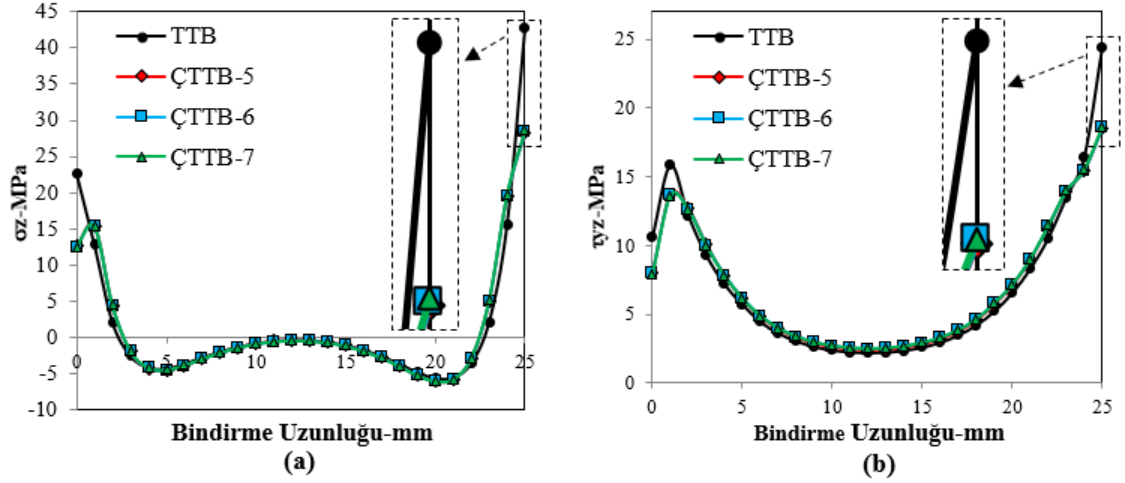 45
40
35
30
25
20
15
10
5
0
-5
-10
σz-MPa
TTB
ÇTTB-5
ÇTTB-6
ÇTTB-7
0 5 10 15 20 25
Bindirme Uzunluğu-mm
(a)
25
20
15
10
5
0
τyz-MPa
TTB
ÇTTB-5
ÇTTB-6
ÇTTB-7
0 5 10 15 20 25
Bindirme Uzunluğu-mm
(b)